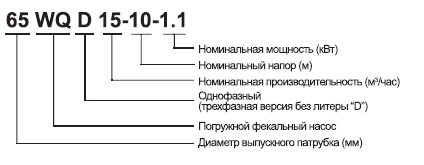 65 WQ D 15-10-1.1
Номинальная мощность (кВт)
Номинальный напор (м)
Номинальная производительность (м³/час)
Однофазный
(трехфазная версия без литеры “D”)
Погружной фекальный насос
Диаметр выпускного патрубка (мм)